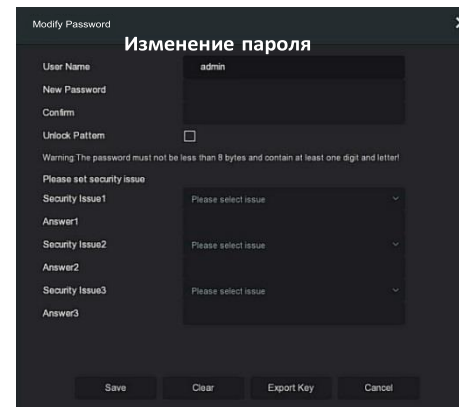 Modify Password
Изменение пароля
User Name admin
New Password
Confirm
Unlock Pattern
Warning:The password must not be less than 8 bytes and contain at least one digit and letter!
Please set security issue
Security Issue1 Please select issue
Answer1
Security Issue2 Please select issue
Answer2
Security Issue3 Please select issue
Answer3
Save Clear Export Key Cancel